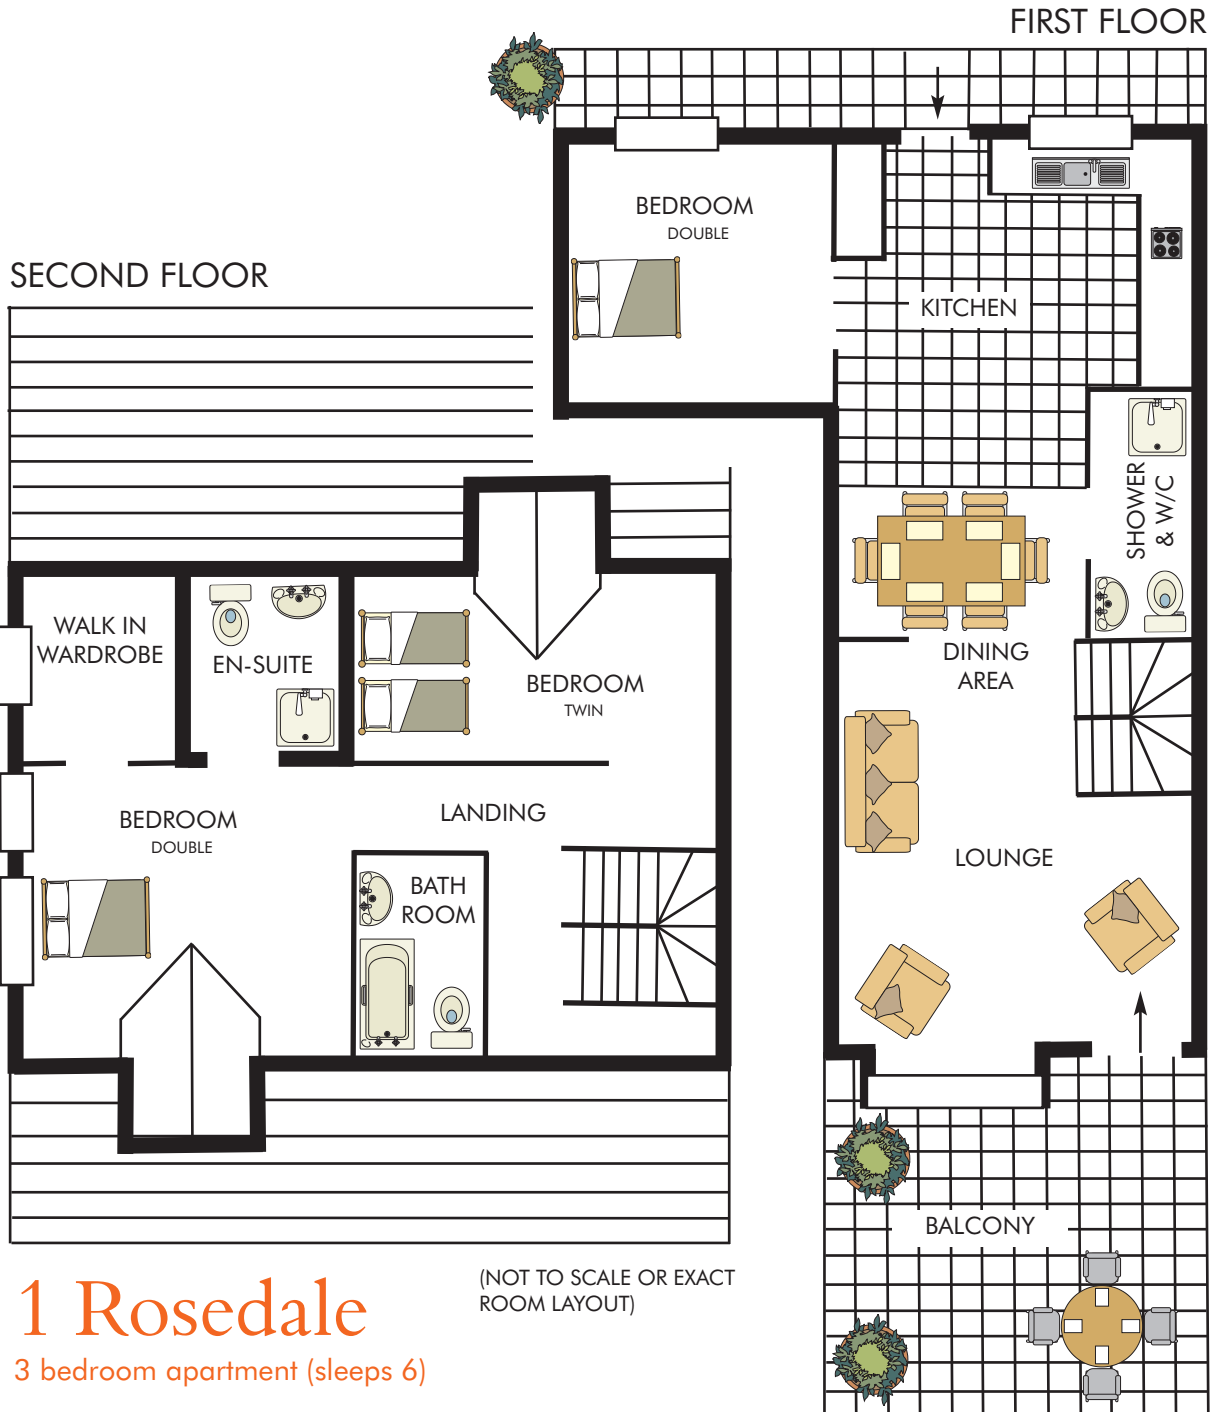 FIRST FLOOR
BEDROOM
DOUBLE
KITCHEN
SHOWER
& W/C
DINING
AREA
LOUNGE
BALCONY
SECOND FLOOR
WALK IN
WARDROBE
EN-SUITE
BEDROOM
TWIN
BEDROOM
DOUBLE
LANDING
BATH
ROOM
(NOT TO SCALE OR EXACT
ROOM LAYOUT)
1 Rosedale
3 bedroom apartment (sleeps 6)